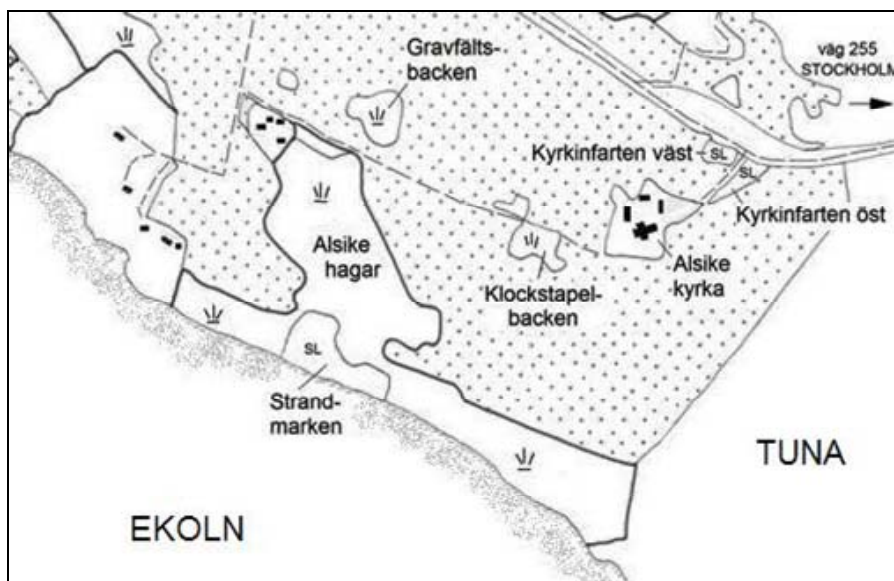 Gravfälts-
backen
väg 255
STOCKHOLM
Kyrkinfarten väst
SL
SL
Kyrkinfarten öst
Alsike
hagar
Alsike
kyrka
Klockstapel-
backen
SL
Strand-
marken
TUNA
EKOLN